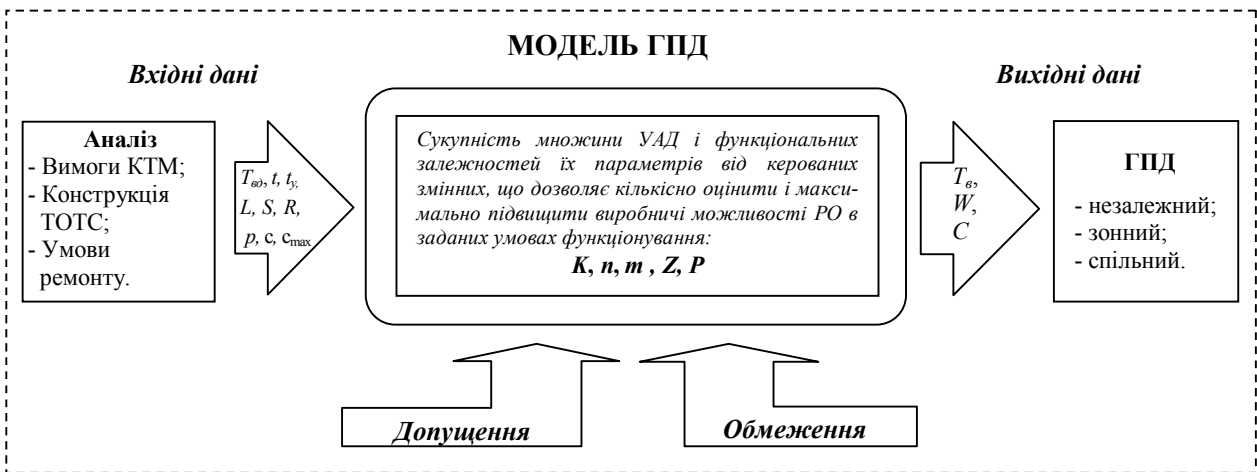 МОДЕЛЬ ГПД
Вхідні дані
Вихідні дані
Аналіз
- Вимоги КТМ;
- Конструкція
ТОТС;
- Умови
ремонту.
Tвд, t, tу,
L, S, R,
p, c, cmax
Сукупність множини УАД і функціональних
залежностей їх параметрів від керованих
змінних, що дозволяє кількісно оцінити і макси-
мально підвищити виробничі можливості РО в
заданих умовах функціонування:
K, n, m , Z, P
Tв,
W,
C
ГПД
- незалежний;
- зонний;
- спільний.
Допущення
Обмеження